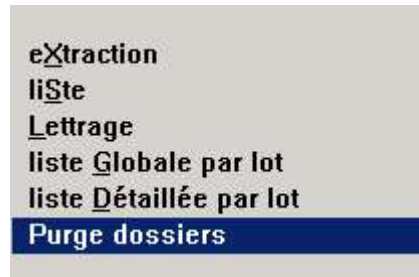 eXtraction
liSte
Lettrage
liste Globale par lot
liste Détaillée par lot
Purge dossiers